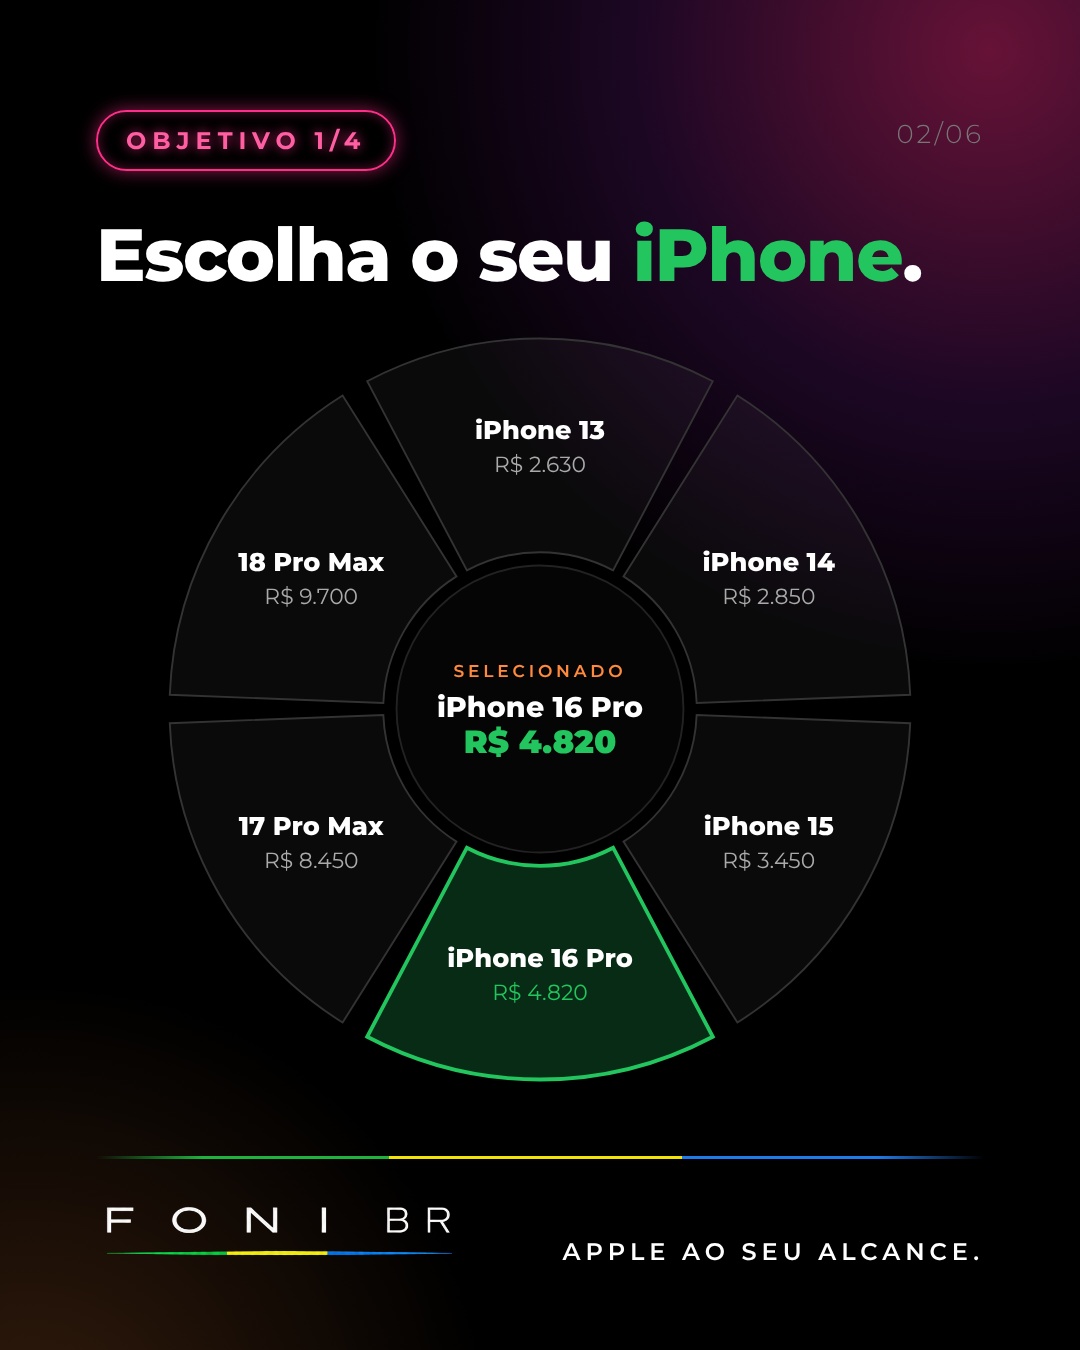 OBJETIVO 1/4
02/06
Escolha o seu iPhone.
iPhone 13
R$ 2.630
18 Pro Max
R$ 9.700
iPhone 14
R$ 2.850
SELECIONADO
iPhone 16 Pro
R$ 4.820
17 Pro Max
R$ 8.450
iPhone 15
R$ 3.450
iPhone 16 Pro
R$ 4.820
FONI BR
APPLE AO SEU ALCANCE.